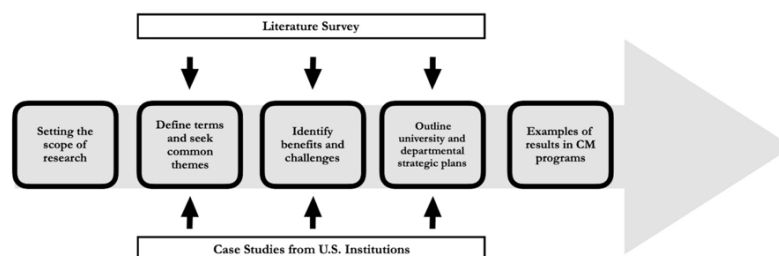 Literature Survey
Setting the
scope of
research
Define terms
and seek
common
themes
Identify
benefits and
challenges
Outline
university and
departmental
strategic plans
Examples of
results in CM
programs
Case Studies from U.S. Institutions